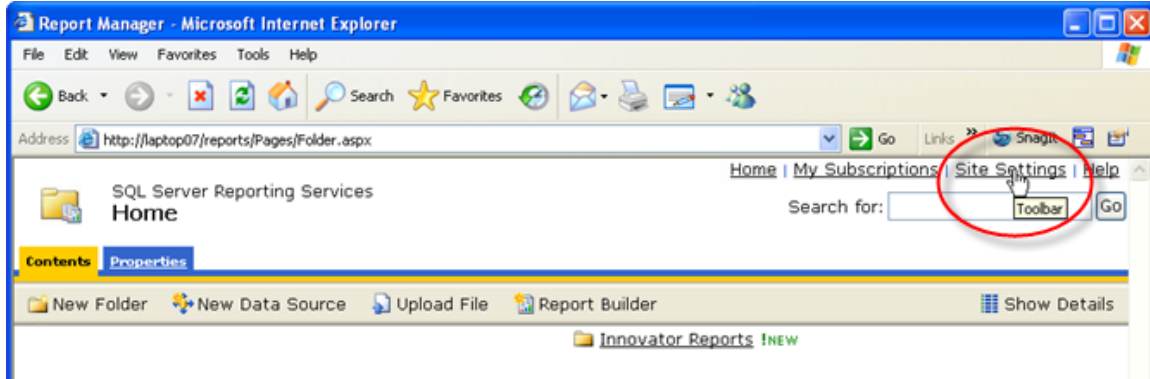 Report Manager - Microsoft Internet Explorer
File Edit View Favorites Tools Help
Back Search Favorites
Address http://laptop07/reports/Pages/Folder.aspx Go Links » SnagIt
Home | My Subscriptions | Site Settings | Help
SQL Server Reporting Services
Home
Search for: Go
Toolbar
Contents Properties
New Folder New Data Source Upload File Report Builder Show Details
Innovator Reports !NEW